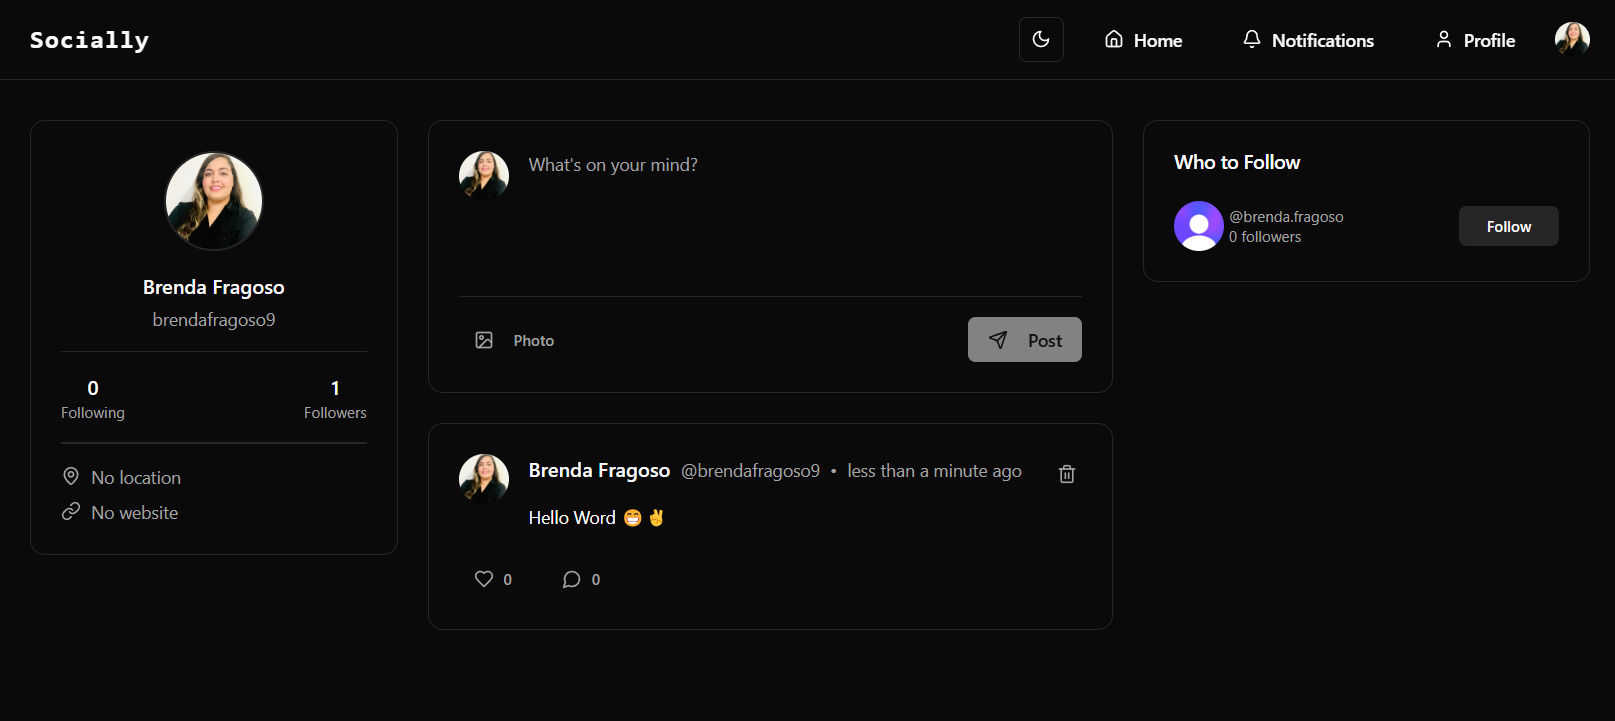 Socially
Home
Notifications
Profile
Brenda Fragoso
brendafragoso9
0
Following
1
Followers
No location
No website
What's on your mind?
Photo
Post
Brenda Fragoso @brendafragoso9 • less than a minute ago
Hello Word 😁✌️
0
0
Who to Follow
@brenda.fragoso
0 followers
Follow